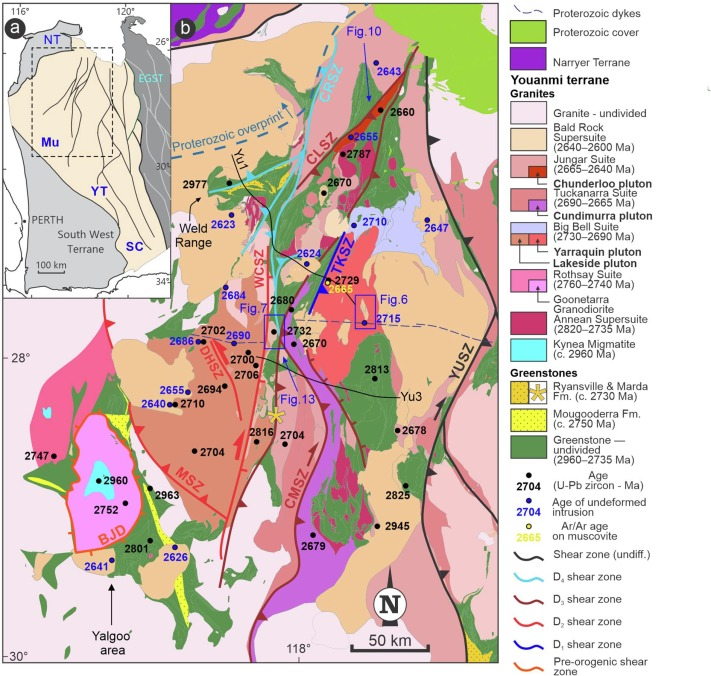 a
116°
120°
NT
EGST
26°
Mu
30°
YT
PERTH
South West
Terrane
SC
100 km
34°
b
Fig.10
2643
CRSZ
Proterozoic overprint
CLSZ
2660
2655
2787
Yu1
2977
2670
Weld
Range
2623
2710
2647
2624
TKSZ
WCSZ
2729
2665
2684
Fig.6
2680
Fig.7
2715
2702
2732
2686
2690
2670
28°
DHSZ
2700
2706
2813
YUSZ
2694
Fig.13
Yu3
2655
2640
2710
2816
2704
2678
2747
2704
MSZ
CMSZ
2960
2963
2825
2752
2945
BJD
2801
2679
2641
2626
N
Yalgoo
area
50 km
30°
118°
Proterozoic dykes
Proterozoic cover
Narryer Terrane
Youanmi terrane
Granites
Granite - undivided
Bald Rock
Supersuite
(2640–2600 Ma)
Jungar Suite
(2665–2640 Ma)
Chunderloo pluton
Tuckanarra Suite
(2690–2665 Ma)
Cundimurra pluton
Big Bell Suite
(2730–2690 Ma)
Yarraquin pluton
Lakeside pluton
Rothsay Suite
(2760–2740 Ma)
Goonetarra
Granodiorite
Annean Supersuite
(2820–2735 Ma)
Kynea Migmatite
(c. 2960 Ma)
Greenstones
Ryansville & Marda
Fm. (c. 2730 Ma)
Mougooderra Fm.
(c. 2750 Ma)
Greenstone —
undivided
(2960–2735 Ma)
2704
Age
(U-Pb zircon - Ma)
2704
Age of undeformed
intrusion
2665
Ar/Ar age
on muscovite
Shear zone (undiff.)
D4 shear zone
D3 shear zone
D2 shear zone
D1 shear zone
Pre-orogenic shear
zone